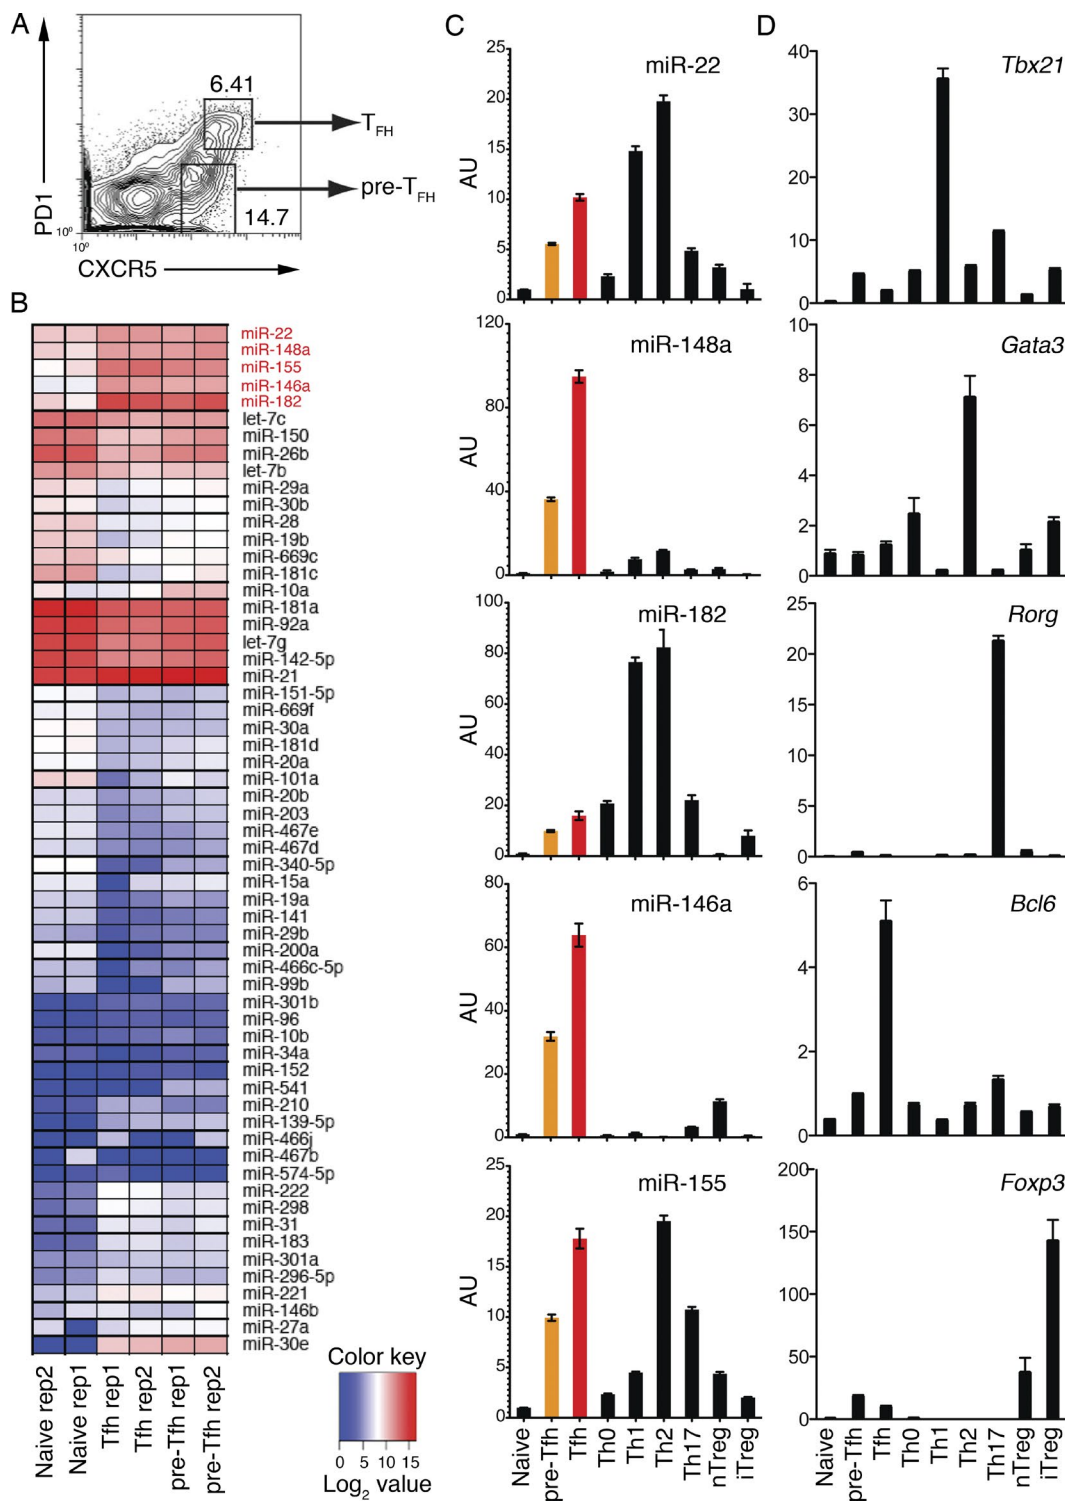 A
PD1
10⁰
10⁰
CXCR5
6.41
14.7
T_FH
pre-T_FH
B
miR-22
miR-148a
miR-155
miR-146a
miR-182
let-7c
miR-150
miR-26b
let-7b
miR-29a
miR-30b
miR-28
miR-19b
miR-669c
miR-181c
miR-10a
miR-181a
miR-92a
let-7g
miR-142-5p
miR-21
miR-151-5p
miR-669f
miR-30a
miR-181d
miR-20a
miR-101a
miR-20b
miR-203
miR-467e
miR-467d
miR-340-5p
miR-15a
miR-19a
miR-141
miR-29b
miR-200a
miR-466c-5p
miR-99b
miR-301b
miR-96
miR-10b
miR-34a
miR-152
miR-541
miR-210
miR-139-5p
miR-466j
miR-467b
miR-574-5p
miR-222
miR-298
miR-31
miR-183
miR-301a
miR-296-5p
miR-221
miR-146b
miR-27a
miR-30e
Naive rep2
Naive rep1
Tfh rep1
Tfh rep2
pre-Tfh rep1
pre-Tfh rep2
Color key
0 5 10 15
Log₂ value
C
miR-22
AU
25
20
15
10
5
0
miR-148a
AU
120
80
40
0
miR-182
AU
100
80
60
40
20
0
miR-146a
AU
80
60
40
20
0
miR-155
AU
25
20
15
10
5
0
Naive
pre-Tfh
Tfh
Th0
Th1
Th2
Th17
nTreg
iTreg
D
Tbx21
40
30
20
10
0
Gata3
10
8
6
4
2
0
Rorg
25
20
15
10
5
0
Bcl6
6
4
2
0
Foxp3
200
150
100
50
0
Naive
pre-Tfh
Tfh
Th0
Th1
Th2
Th17
nTreg
iTreg